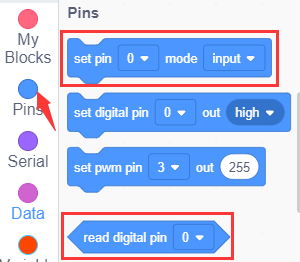 Pins
My
Blocks
Pins
Serial
Data
set pin 0 mode input
set digital pin 0 out high
set pwm pin 3 out 255
read digital pin 0